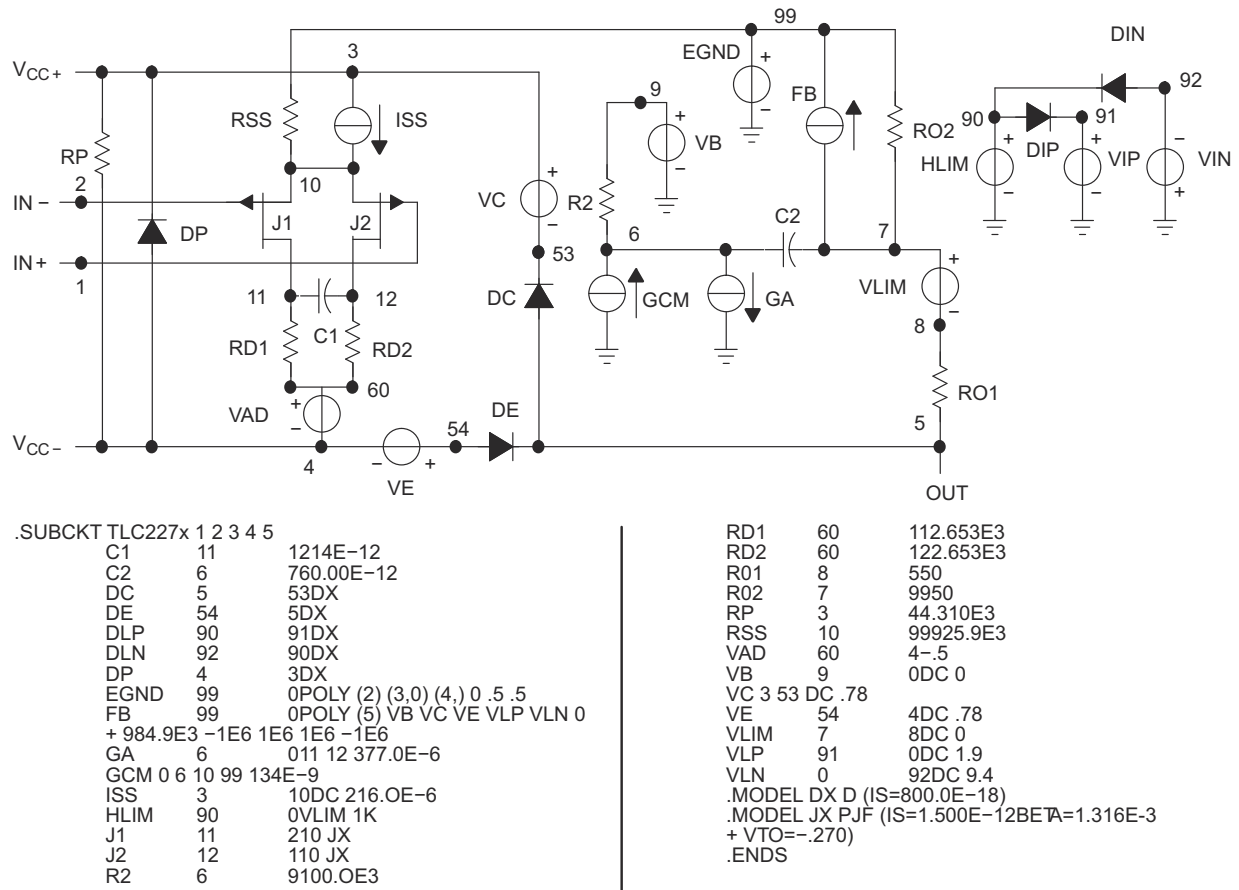 99
DIN
3
EGND
+
92
VCC+
9
FB
90
91
RSS
ISS
+
VB
RO2
+
+
−
RP
HLIM
DIP
VIP
VIN
2
10
−
−
−
+
IN −
+
VC
R2
C2
J1
J2
DP
6
7
IN+
−
1
53
+
VLIM
11
12
DC
GCM
GA
−
C1
8
RD1
RD2
60
RO1
VAD
+
DE
−
54
5
VCC−
4
− +
VE
OUT
.SUBCKT TLC227x 1 2 3 4 5
C1 11 1214E−12
C2 6 760.00E−12
DC 5 53DX
DE 54 5DX
DLP 90 91DX
DLN 92 90DX
DP 4 3DX
EGND 99 0POLY (2) (3,0) (4,) 0 .5 .5
FB 99 0POLY (5) VB VC VE VLP VLN 0
+ 984.9E3 −1E6 1E6 1E6 −1E6
GA 6 011 12 377.0E−6
GCM 0 6 10 99 134E−9
ISS 3 10DC 216.OE−6
HLIM 90 0VLIM 1K
J1 11 210 JX
J2 12 110 JX
R2 6 9100.OE3
RD1 60 112.653E3
RD2 60 122.653E3
R01 8 550
R02 7 9950
RP 3 44.310E3
RSS 10 99925.9E3
VAD 60 4−.5
VB 9 0DC 0
VC 3 53 DC .78
VE 54 4DC .78
VLIM 7 8DC 0
VLP 91 0DC 1.9
VLN 0 92DC 9.4
.MODEL DX D (IS=800.0E−18)
.MODEL JX PJF (IS=1.500E−12BETA=1.316E-3
+ VTO=−.270)
.ENDS